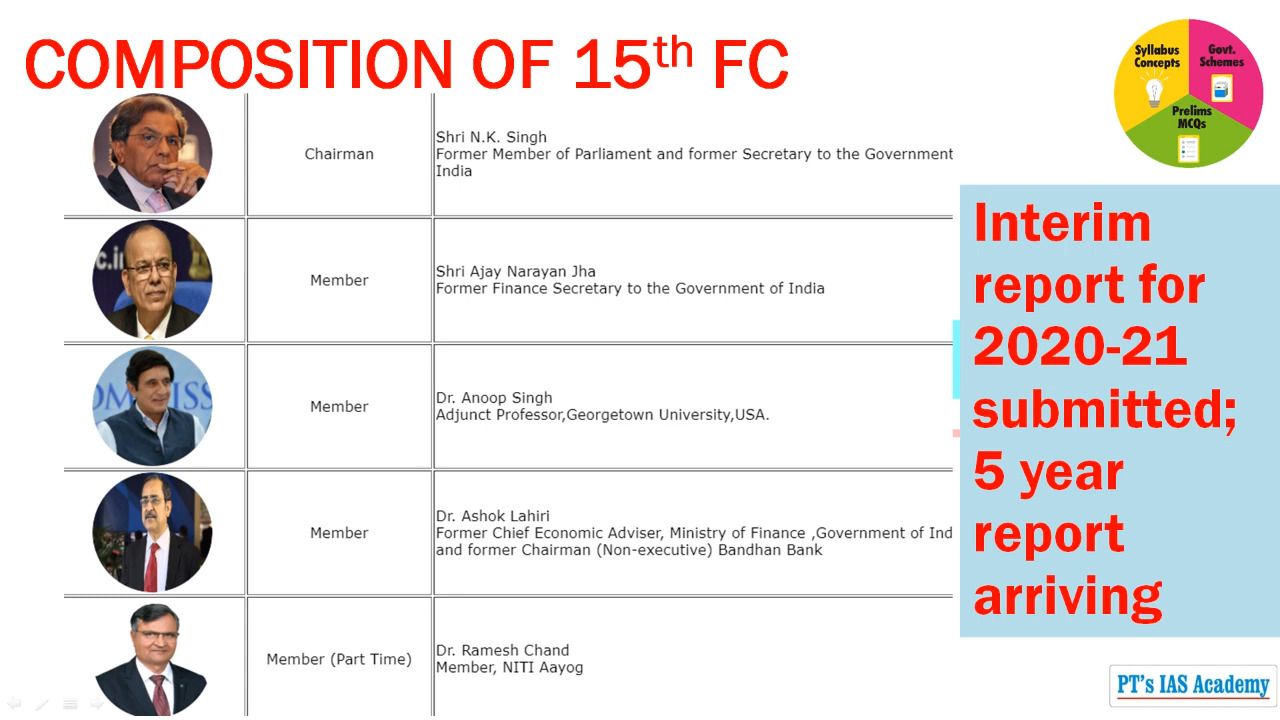 COMPOSITION OF 15th FC
Syllabus
Concepts
Govt.
Schemes
Prelims
MCQs
Chairman
Shri N.K. Singh
Former Member of Parliament and former Secretary to the Government
India
c.i
Member
Shri Ajay Narayan Jha
Former Finance Secretary to the Government of India
OMMISS
Member
Dr. Anoop Singh
Adjunct Professor,Georgetown University,USA.
Member
Dr. Ashok Lahiri
Former Chief Economic Adviser, Ministry of Finance ,Government of Ind
and former Chairman (Non-executive) Bandhan Bank
Member (Part Time)
Dr. Ramesh Chand
Member, NITI Aayog
Interim
report for
2020-21
submitted;
5 year
report
arriving
PT's IAS Academy